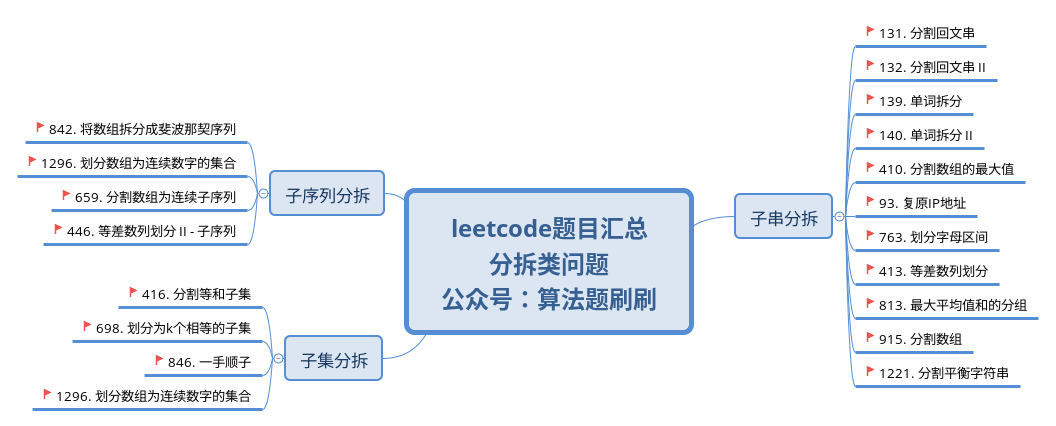 leetcode题目汇总
分拆类问题
公众号：算法题刷刷
子串分拆
131. 分割回文串
132. 分割回文串 II
139. 单词拆分
140. 单词拆分 II
410. 分割数组的最大值
93. 复原IP地址
763. 划分字母区间
413. 等差数列划分
813. 最大平均值和的分组
915. 分割数组
1221. 分割平衡字符串
子序列分拆
842. 将数组拆分成斐波那契序列
1296. 划分数组为连续数字的集合
659. 分割数组为连续子序列
446. 等差数列划分 II - 子序列
子集分拆
416. 分割等和子集
698. 划分为k个相等的子集
846. 一手顺子
1296. 划分数组为连续数字的集合